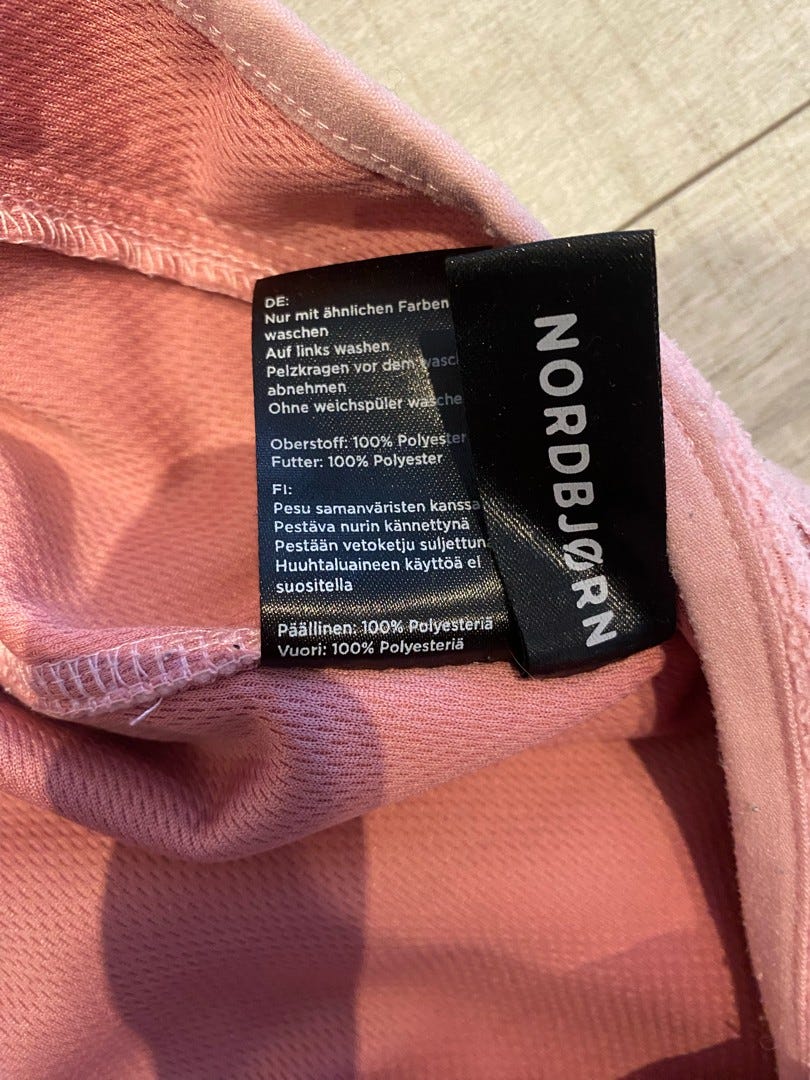 DE:
Nur mit ähnlichen Farben
waschen
Auf links washen
Pelzkragen vor dem
abnehmen
Ohne weichspüler
Oberstoff: 100% Polyester
Futter: 100% Polyester
FI:
Pesu samanväristen kanssa
Pestävä nurin kännettynä
Pestään vetoketju
Huuhtaluaineen käyttöä ei
suositella
Päällinen: 100% Polyesteriä
Vuori: 100% Polyesteriä
NORDBJØRN